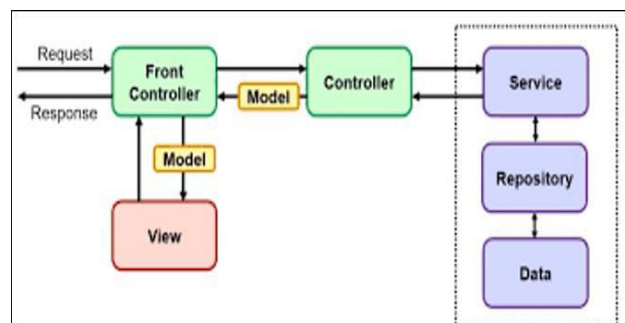 Request
Response
Front
Controller
Model
Controller
Service
Model
View
Repository
Data